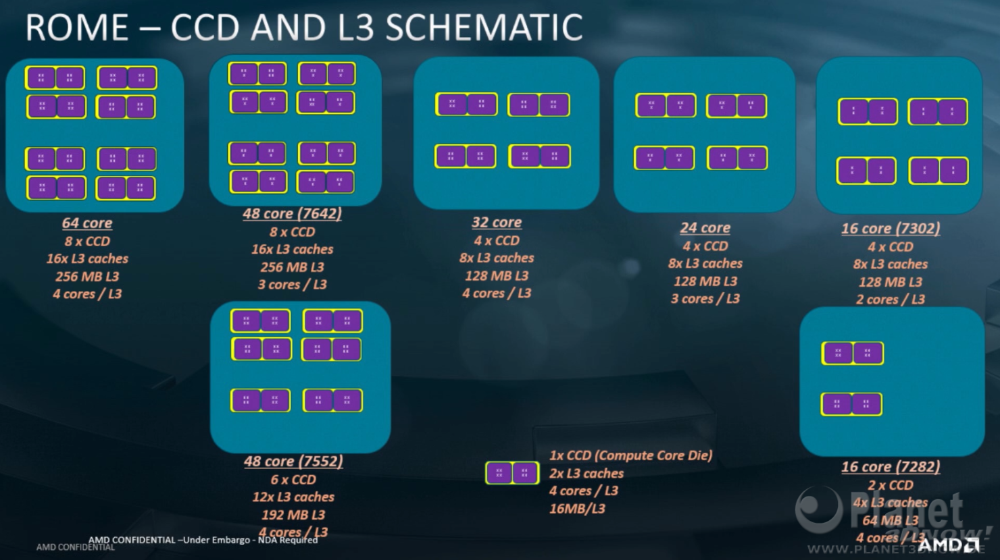 ROME – CCD AND L3 SCHEMATIC
64 core
8 x CCD
16x L3 caches
256 MB L3
4 cores / L3
48 core (7642)
8 x CCD
16x L3 caches
256 MB L3
3 cores / L3
32 core
4 x CCD
8x L3 caches
128 MB L3
4 cores / L3
24 core
4 x CCD
8x L3 caches
128 MB L3
3 cores / L3
16 core (7302)
4 x CCD
8x L3 caches
128 MB L3
2 cores / L3
48 core (7552)
6 x CCD
12x L3 caches
192 MB L3
4 cores / L3
1x CCD (Compute Core Die)
2x L3 caches
4 cores / L3
16MB/L3
16 core (7282)
2 x CCD
4x L3 caches
64 MB L3
4 cores / L3
AMD CONFIDENTIAL –Under Embargo - NDA Required
AMD CONFIDENTIAL
AMD
Planet
3DNOW!
WWW.PLANET3DNOW.DE